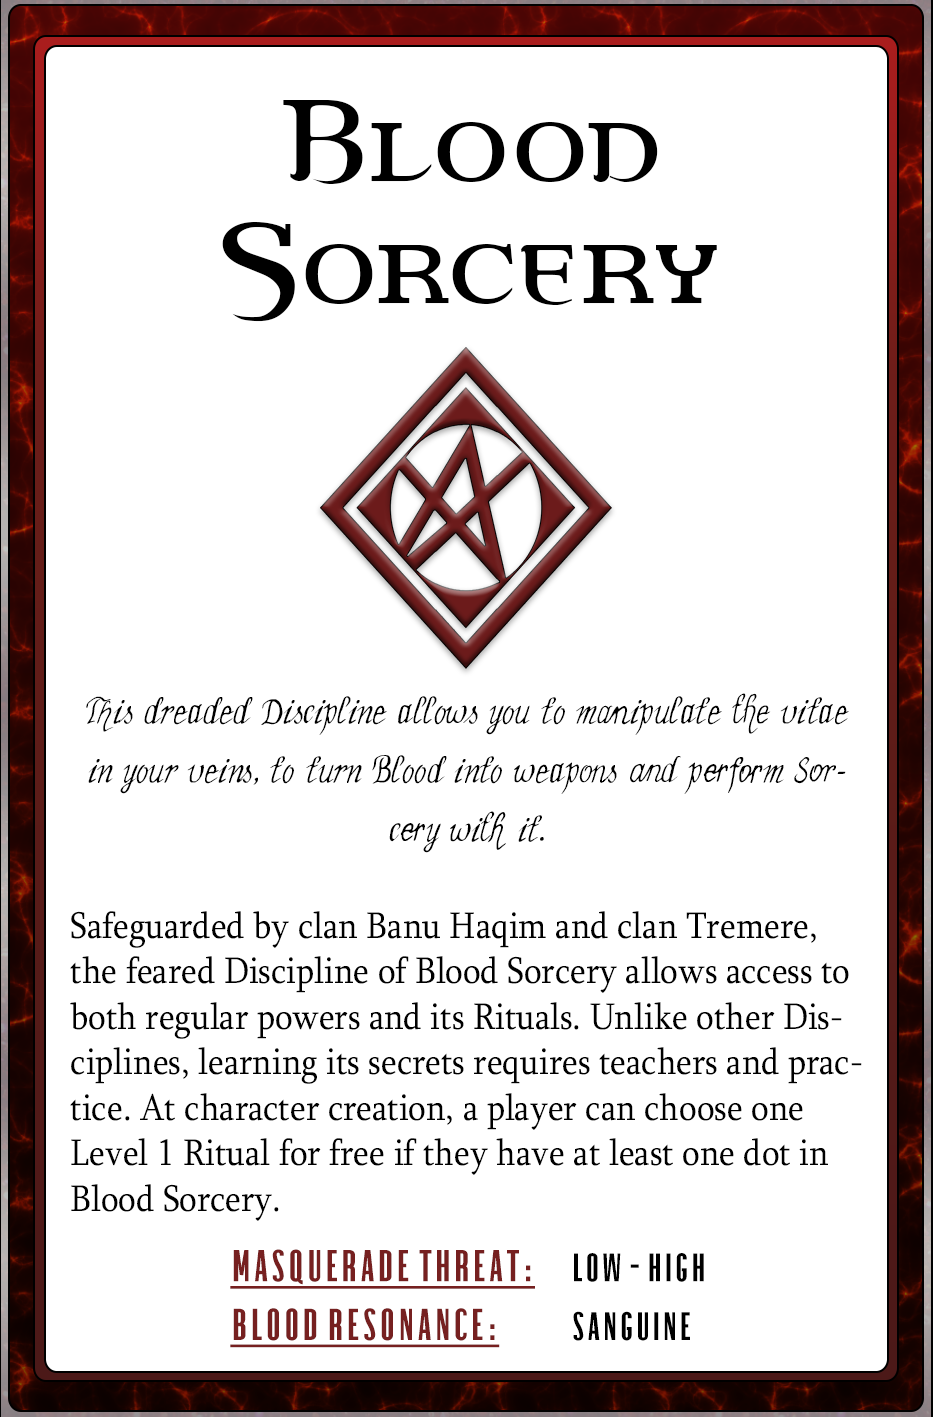 Blood
Sorcery
This dreaded Discipline allows you to manipulate the vitae
in your veins, to turn Blood into weapons and perform Sor-
cery with it.
Safeguarded by clan Banu Haqim and clan Tremere,
the feared Discipline of Blood Sorcery allows access to
both regular powers and its Rituals. Unlike other Dis-
ciplines, learning its secrets requires teachers and prac-
tice. At character creation, a player can choose one
Level 1 Ritual for free if they have at least one dot in
Blood Sorcery.
MASQUERADE THREAT: LOW - HIGH
BLOOD RESONANCE: SANGUINE